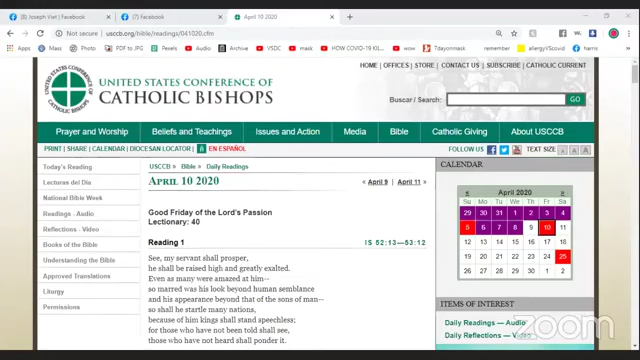 Joseph Viet | Facebook
(7) Facebook
April 10 2020
Not secure | usccb.org/bible/readings/041020.cfm
Apps
Photo
PDF to JPG
Youtube
VSDC
mask
HOW COVID-19 KIL...
7dayonmask
remember
allergyVScovid
harris
UNITED STATES CONFERENCE OF
CATHOLIC BISHOPS
HOME | OFFICES | STORE | CONTACT US | SUBSCRIBE | CATHOLIC CURRENT
Buscar / Search:
GO
Prayer and Worship
Beliefs and Teachings
Issues and Action
Media
Bible
Catholic Giving
About USCCB
PRINT | SHARE | CALENDAR | DIOCESAN LOCATOR |
EN ESPAÑOL
FOLLOW US
TEXT SIZE
Today's Reading
Lecturas del Dia
National Bible Week
Readings - Audio
Reflections - Video
Books of the Bible
Understanding the Bible
Approved Translations
Liturgy
Permissions
USCCB » Bible » Daily Readings
APRIL 10 2020
« April 9 | April 11 »
Good Friday of the Lord's Passion
Lectionary: 40
Reading 1
IS 52:13—53:12
See, my servant shall prosper,
he shall be raised high and greatly exalted.
Even as many were amazed at him—
so marred was his look beyond human semblance
and his appearance beyond that of the sons of man—
so shall he startle many nations,
because of him kings shall stand speechless;
for those who have not been told shall see,
those who have not heard shall ponder it.
CALENDAR
« April 2020 »
Su Mo Tu We Th Fr Sa
29 30 31 1 2 3 4
5 6 7 8 9 10 11
12 13 14 15 16 17 18
19 20 21 22 23 24 25
26 27 28 29 30 1 2
ITEMS OF INTEREST
Daily Readings — Audio
Daily Reflections — Video
zoom